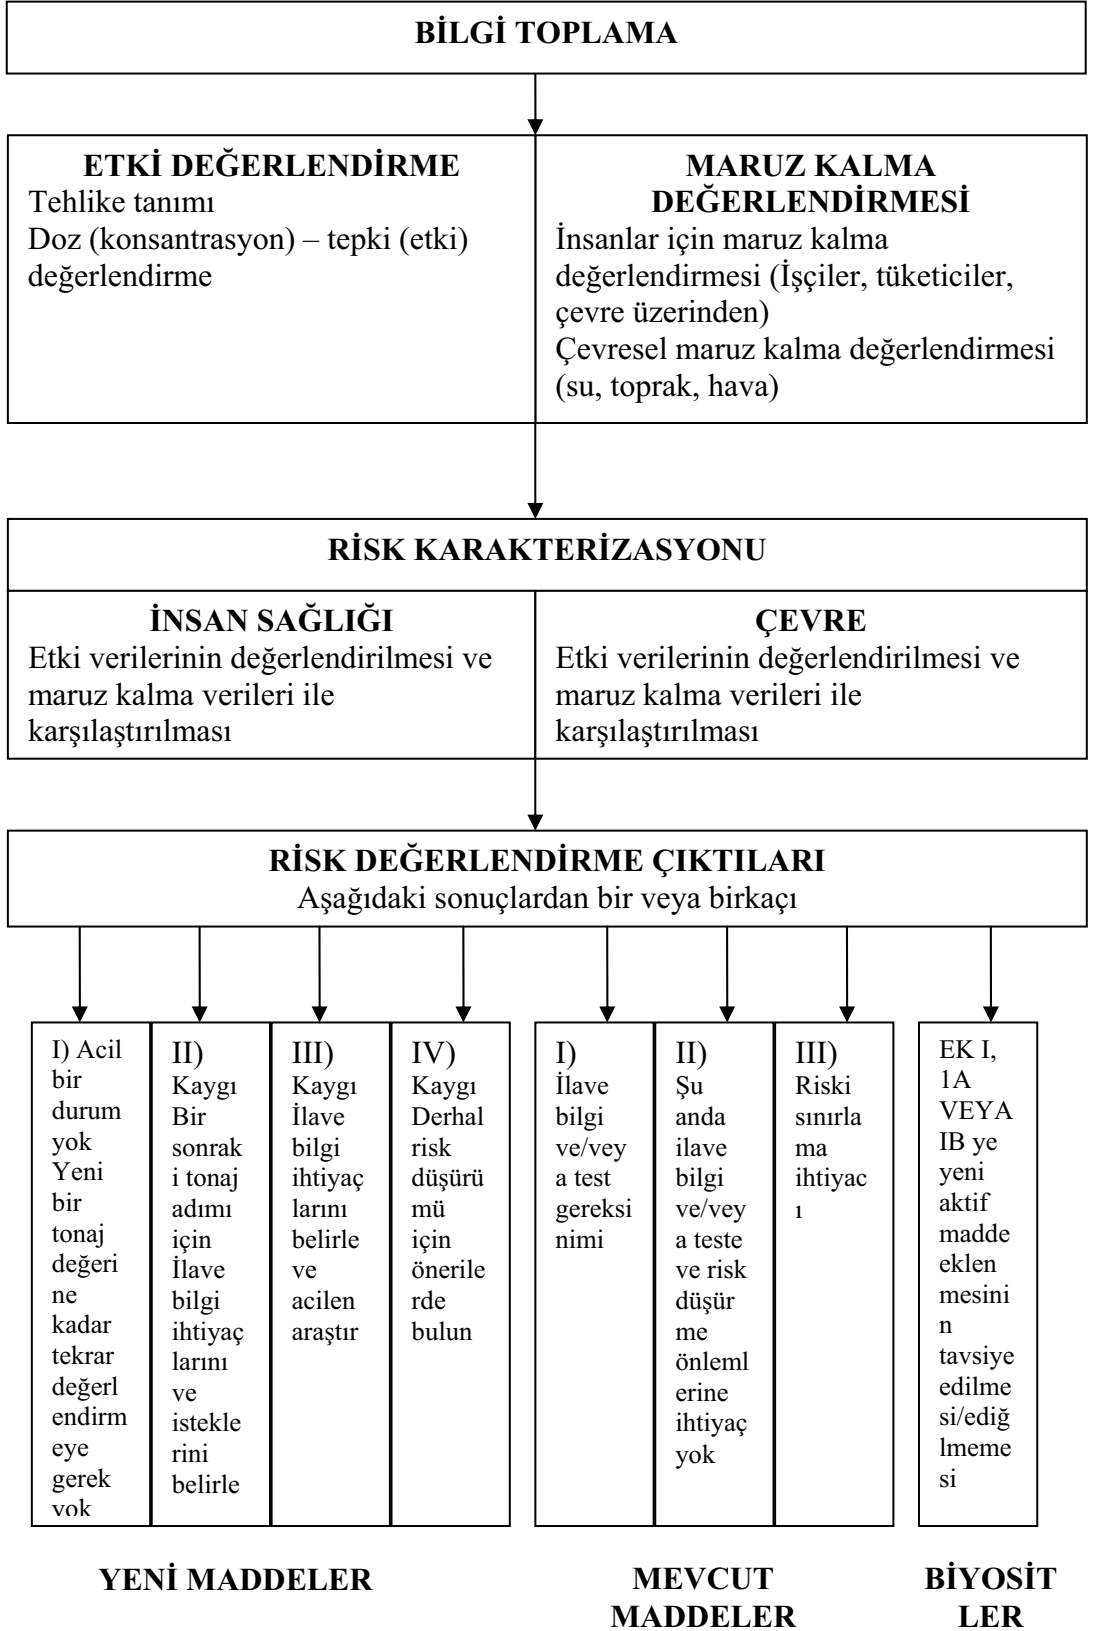 BİLGİ TOPLAMA
ETKİ DEĞERLENDİRME
Tehlike tanımı
Doz (konsantrasyon) – tepki (etki)
değerlendirme
MARUZ KALMA
DEĞERLENDİRMESİ
İnsanlar için maruz kalma
değerlendirmesi (İşçiler, tüketiciler,
çevre üzerinden)
Çevresel maruz kalma değerlendirmesi
(su, toprak, hava)
RİSK KARAKTERİZASYONU
İNSAN SAĞLIĞI
Etki verilerinin değerlendirilmesi ve
maruz kalma verileri ile
karşılaştırılması
ÇEVRE
Etki verilerinin değerlendirilmesi ve
maruz kalma verileri ile
karşılaştırılması
RİSK DEĞERLENDİRME ÇIKTILARI
Aşağıdaki sonuçlardan bir veya birkaçı
I) Acil
bir
durum
yok
Yeni
bir
tonaj
değeri
ne
kadar
tekrar
değerl
endirm
eye
gerek
yok
II)
Kaygı
Bir
sonrak
i tonaj
adımı
için
İlave
bilgi
ihtiyaç
larını
ve
istekle
rini
belirle
III)
Kaygı
İlave
bilgi
ihtiyaç
larını
belirle
ve
acilen
araştır
IV)
Kaygı
Derhal
risk
düşürü
mü
için
önerile
rde
bulun
I)
İlave
bilgi
ve/vey
a test
gereksi
nimi
II)
Şu
anda
ilave
bilgi
ve/vey
a teste
ve risk
düşür
me
önleml
erine
ihtiyaç
yok
III)
Riski
sınırla
ma
ihtiyac
ı
EK I,
1A
VEYA
IB ye
yeni
aktif
madde
eklen
mesini
n
tavsiye
edilme
si/ediğ
lmeme
si
YENİ MADDELER
MEVCUT
MADDELER
BİYOSİT
LER